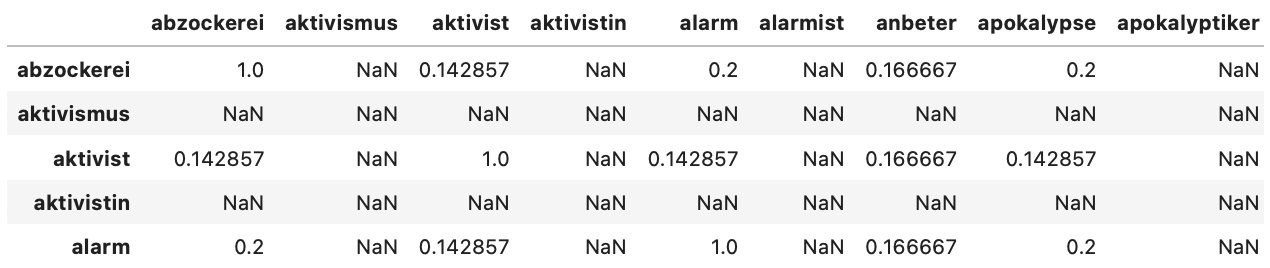 abzockerei aktivismus aktivist aktivistin alarm alarmist anbeter apokalypse apokalyptiker
abzockerei 1.0 NaN 0.142857 NaN 0.2 NaN 0.166667 0.2 NaN
aktivismus NaN NaN NaN NaN NaN NaN NaN NaN NaN
aktivist 0.142857 NaN 1.0 NaN 0.142857 NaN 0.166667 0.142857 NaN
aktivistin NaN NaN NaN NaN NaN NaN NaN NaN NaN
alarm 0.2 NaN 0.142857 NaN 1.0 NaN 0.166667 0.2 NaN